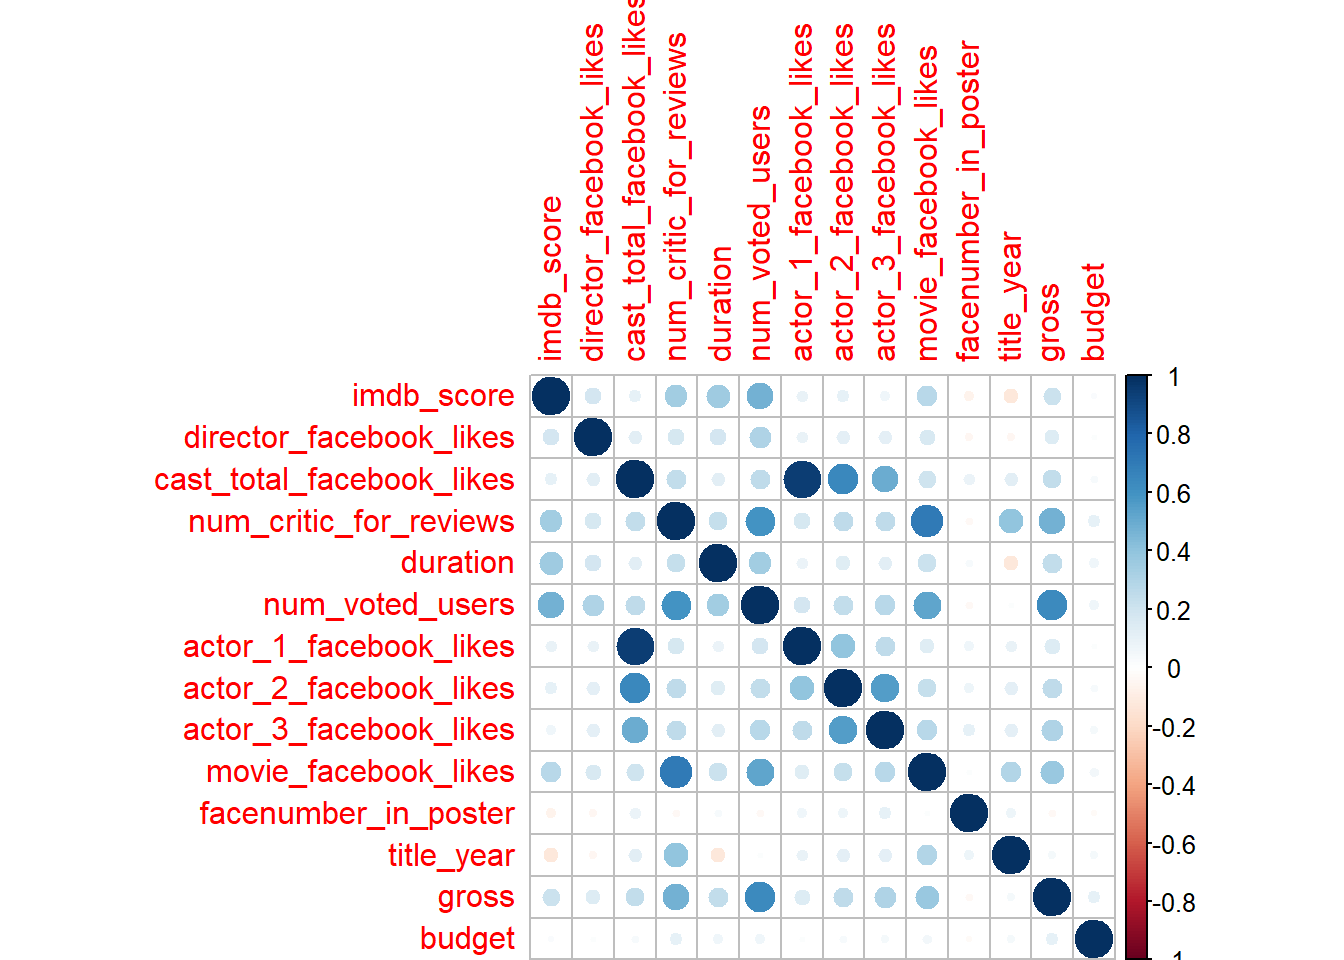 imdb_score
director_facebook_likes
cast_total_facebook_likes
num_critic_for_reviews
duration
num_voted_users
actor_1_facebook_likes
actor_2_facebook_likes
actor_3_facebook_likes
movie_facebook_likes
facenumber_in_poster
title_year
gross
budget
imdb_score
director_facebook_likes
cast_total_facebook_likes
num_critic_for_reviews
duration
num_voted_users
actor_1_facebook_likes
actor_2_facebook_likes
actor_3_facebook_likes
movie_facebook_likes
facenumber_in_poster
title_year
gross
budget
1
0.8
0.6
0.4
0.2
0
-0.2
-0.4
-0.6
-0.8
-1